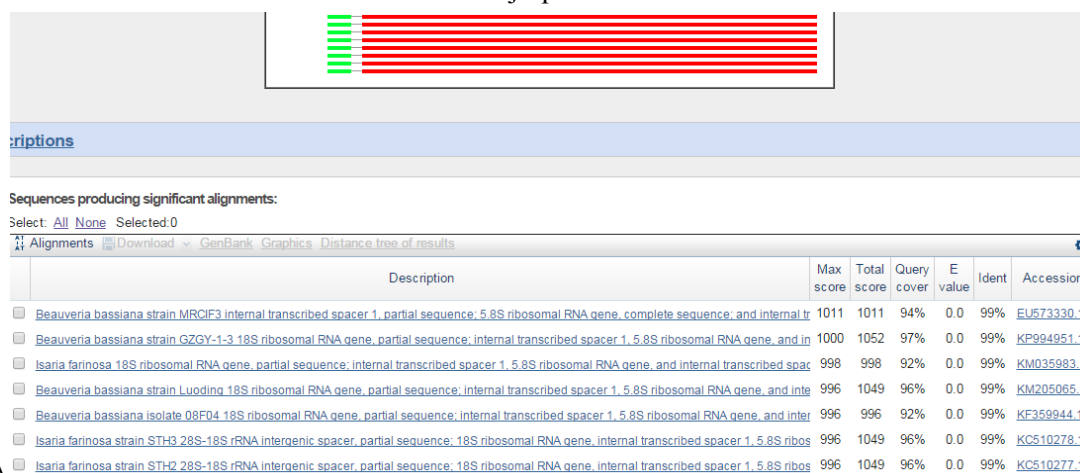 criptions
Sequences producing significant alignments:
Select: All None Selected:0
Alignments Download GenBank Graphics Distance tree of results
Description Max score Total score Query cover E value Ident Accession
Beauveria bassiana strain MRCIF3 internal transcribed spacer 1, partial sequence; 5.8S ribosomal RNA gene, complete sequence; and internal tr 1011 1011 94% 0.0 99% EU573330.1
Beauveria bassiana strain GZGY-1-3 18S ribosomal RNA gene, partial sequence; internal transcribed spacer 1, 5.8S ribosomal RNA gene, and in 1000 1052 97% 0.0 99% KP994951.1
Isaria farinosa 18S ribosomal RNA gene, partial sequence; internal transcribed spacer 1, 5.8S ribosomal RNA gene, and internal transcribed spac 998 998 92% 0.0 99% KM035983.
Beauveria bassiana strain Luoding 18S ribosomal RNA gene, partial sequence; internal transcribed spacer 1, 5.8S ribosomal RNA gene, and inte 996 1049 96% 0.0 99% KM205065.
Beauveria bassiana isolate 08F04 18S ribosomal RNA gene, partial sequence; internal transcribed spacer 1, 5.8S ribosomal RNA gene, and inter 996 996 92% 0.0 99% KF359944.1
Isaria farinosa strain STH3 28S-18S rRNA intergenic spacer, partial sequence; 18S ribosomal RNA gene, internal transcribed spacer 1, 5.8S ribos 996 1049 96% 0.0 99% KC510278.1
Isaria farinosa strain STH2 28S-18S rRNA intergenic spacer, partial sequence; 18S ribosomal RNA gene, internal transcribed spacer 1, 5.8S ribos 996 1049 96% 0.0 99% KC510277.1